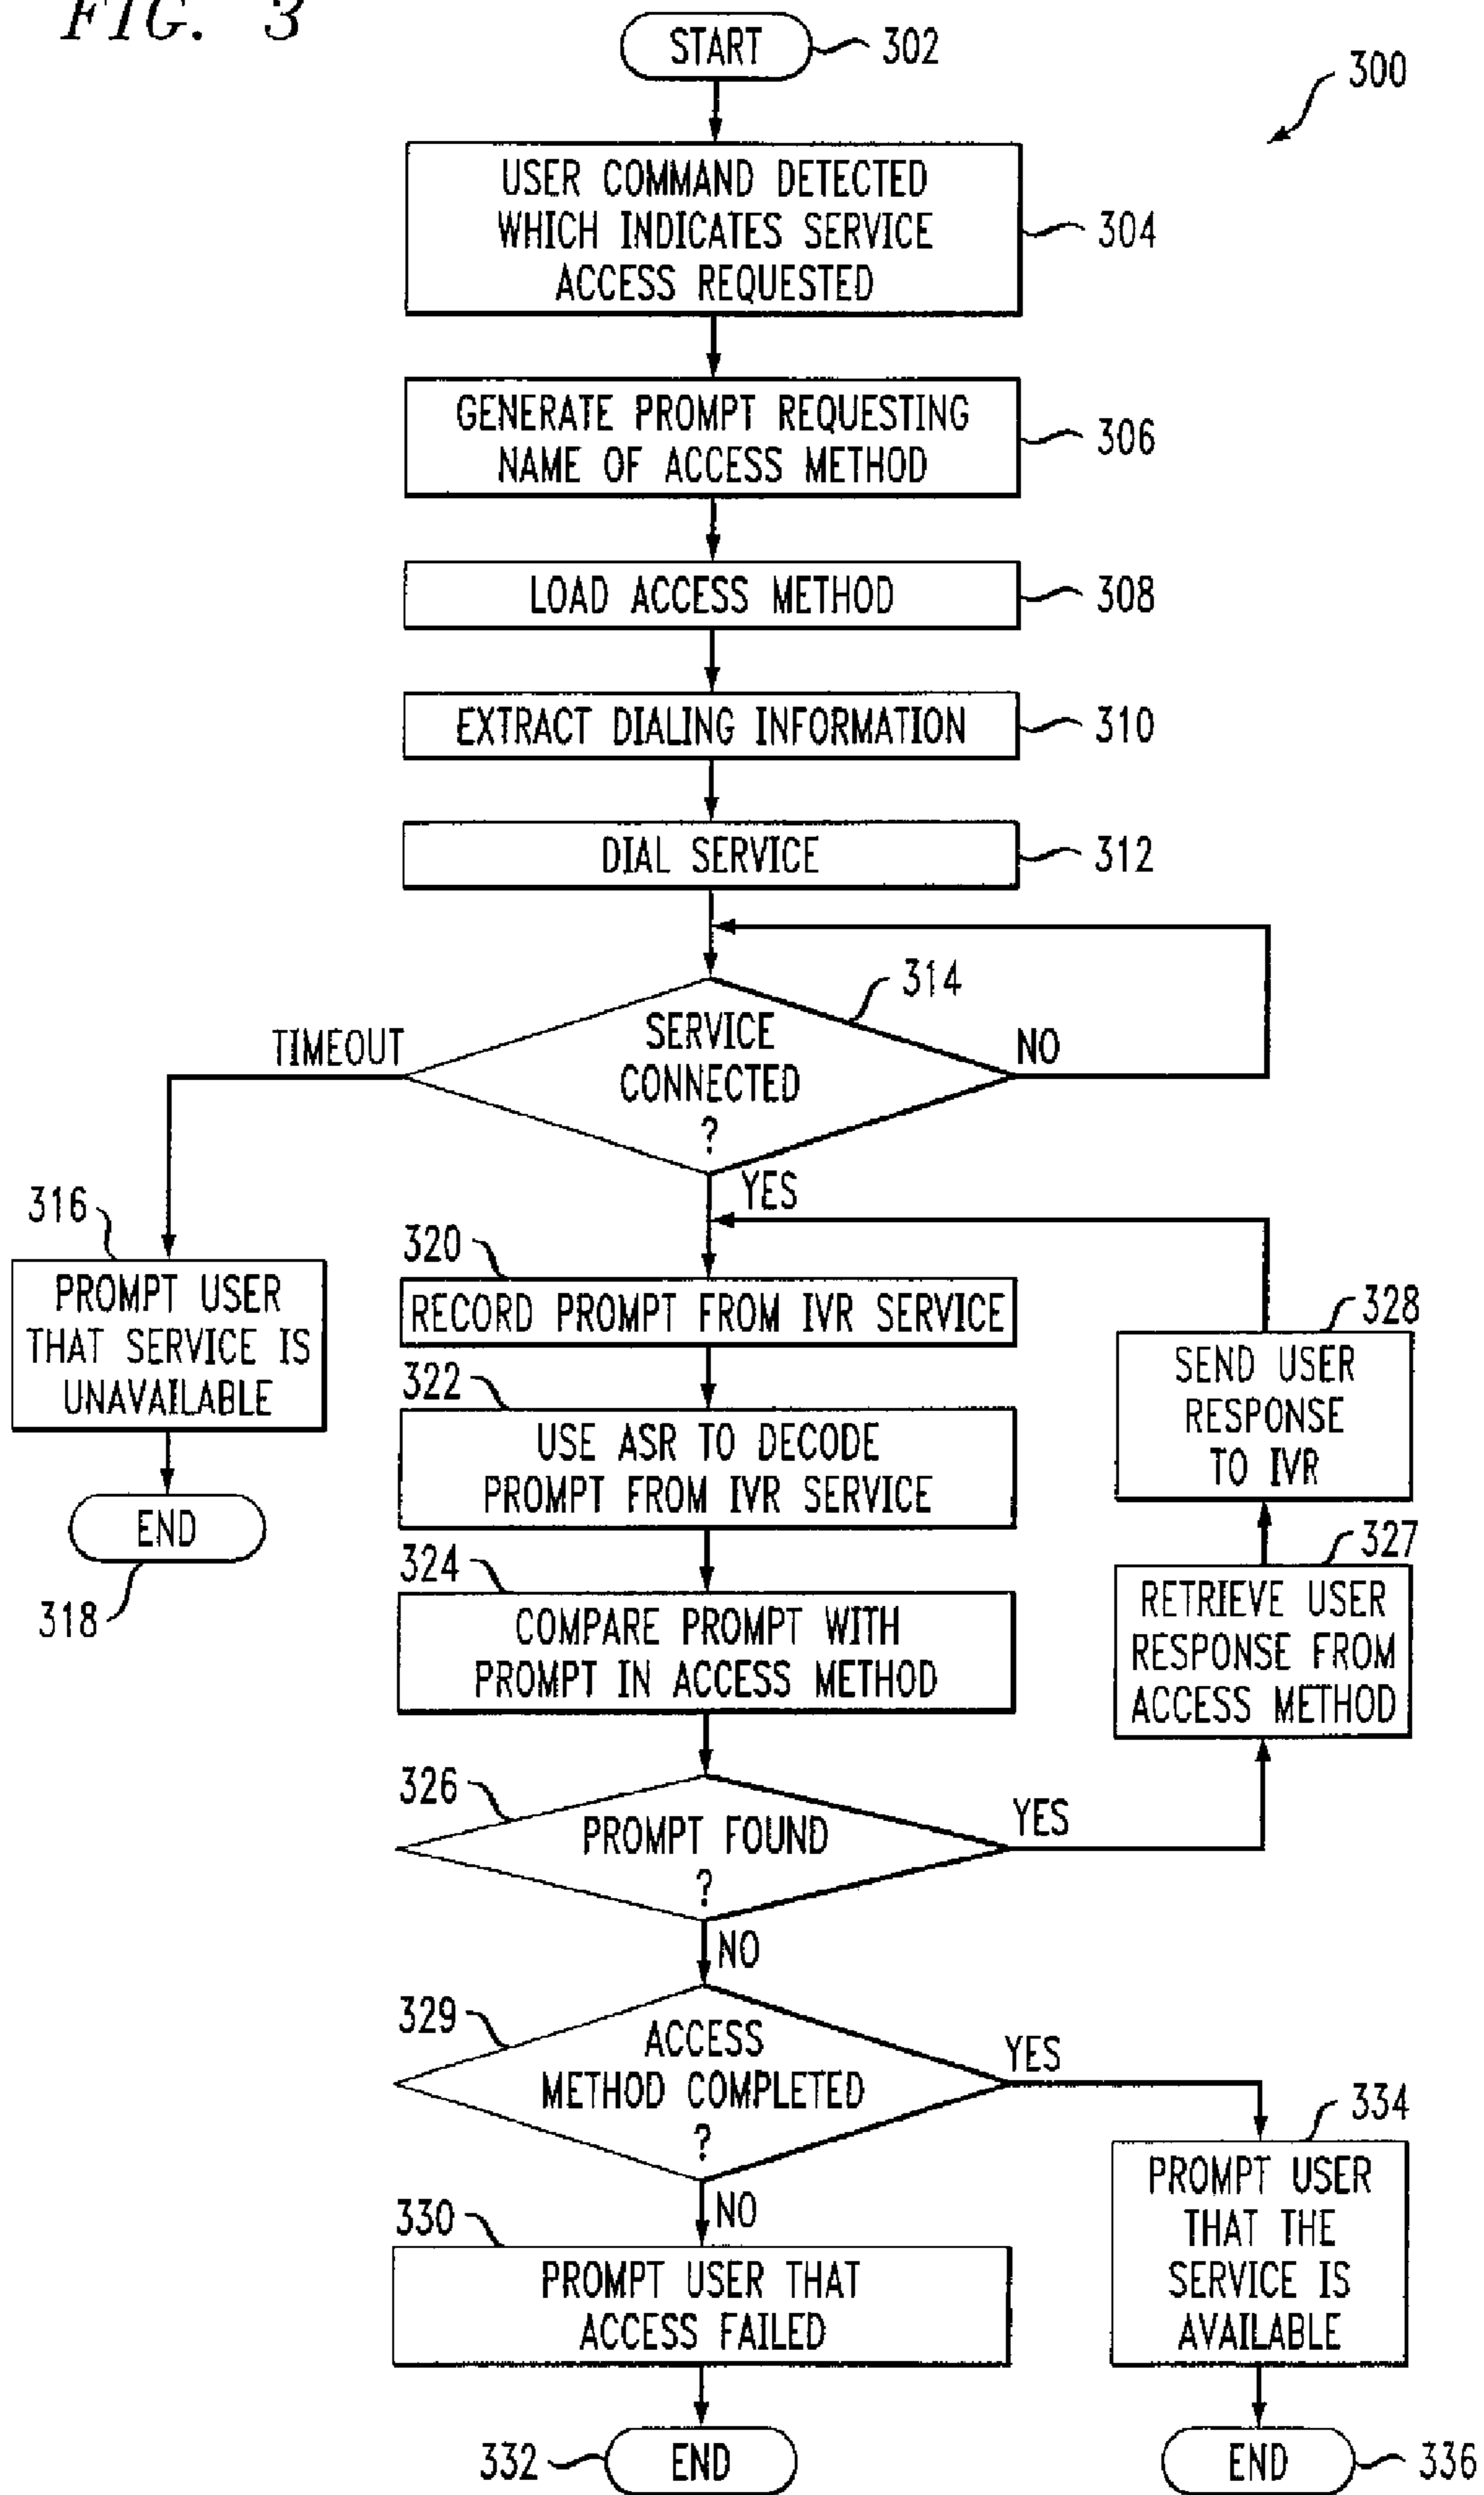 FIG. 3
START
302
300
USER COMMAND DETECTED
WHICH INDICATES SERVICE
ACCESS REQUESTED
304
GENERATE PROMPT REQUESTING
NAME OF ACCESS METHOD
306
LOAD ACCESS METHOD
308
EXTRACT DIALING INFORMATION
310
DIAL SERVICE
312
314
SERVICE
CONNECTED
?
TIMEOUT
NO
YES
316
PROMPT USER
THAT SERVICE IS
UNAVAILABLE
END
318
320
RECORD PROMPT FROM IVR SERVICE
322
USE ASR TO DECODE
PROMPT FROM IVR SERVICE
324
COMPARE PROMPT WITH
PROMPT IN ACCESS METHOD
328
SEND USER
RESPONSE
TO IVR
327
RETRIEVE USER
RESPONSE FROM
ACCESS METHOD
326
PROMPT FOUND
?
YES
NO
329
ACCESS
METHOD COMPLETED
?
YES
NO
334
PROMPT USER
THAT THE
SERVICE IS
AVAILABLE
330
PROMPT USER THAT
ACCESS FAILED
332
END
END
336